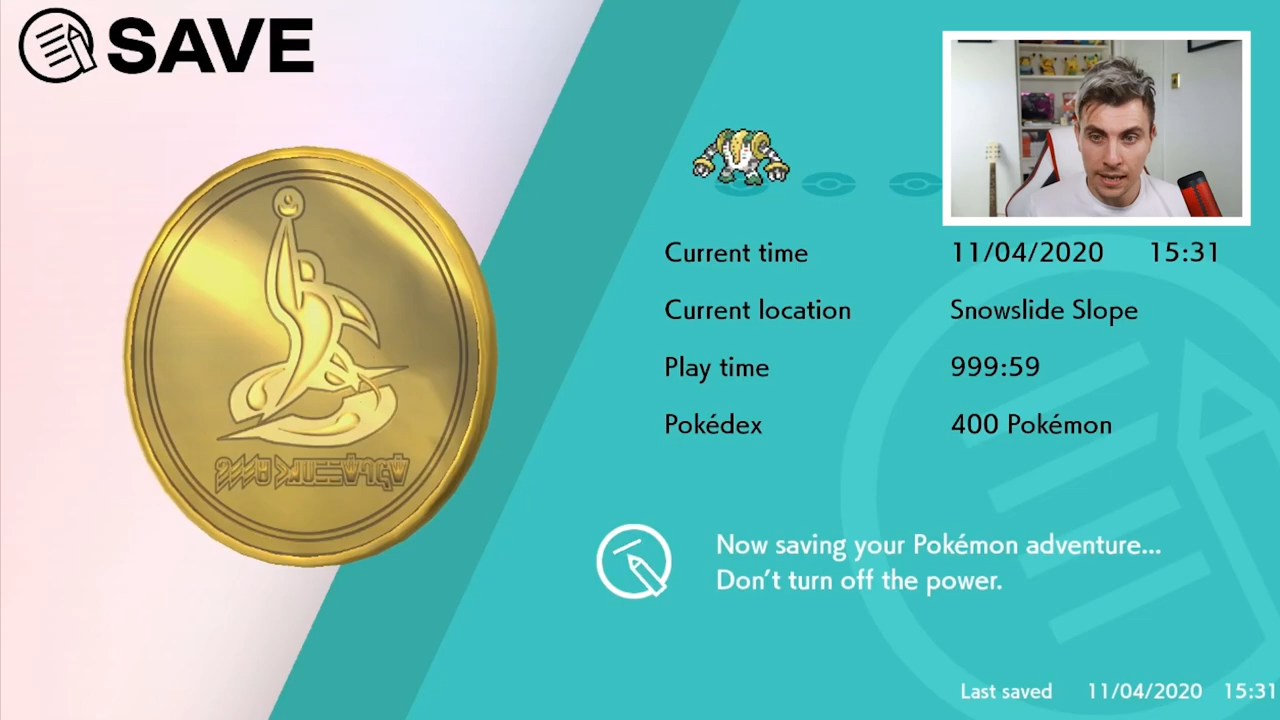 SAVE
Current time 11/04/2020 15:31
Current location Snowslide Slope
Play time 999:59
Pokédex 400 Pokémon
Now saving your Pokémon adventure...
Don't turn off the power.
Last saved 11/04/2020 15:31